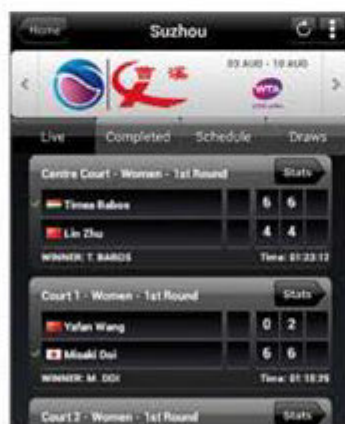 Home Suzhou
03 AUG - 10 AUG
WTA
Live Completed Schedule Draws
Centre Court - Women - 1st Round Stats
Timea Babos 6 6
Lin Zhu 4 4
WINNER: T. BABOS Time: 01:23:12
Court 1 - Women - 1st Round Stats
Yafan Wang 0 2
Misaki Doi 6 6
WINNER: M. DOI
Court 2 - Women - 1st Round Stats